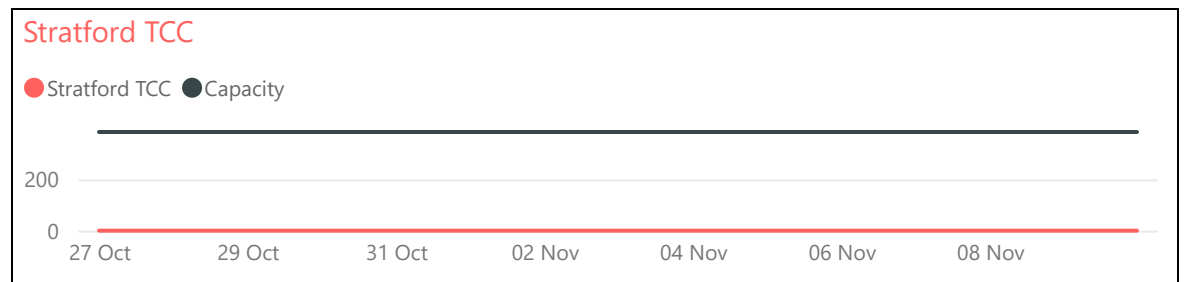 Stratford TCC
Stratford TCC Capacity
200
0
27 Oct 29 Oct 31 Oct 02 Nov 04 Nov 06 Nov 08 Nov